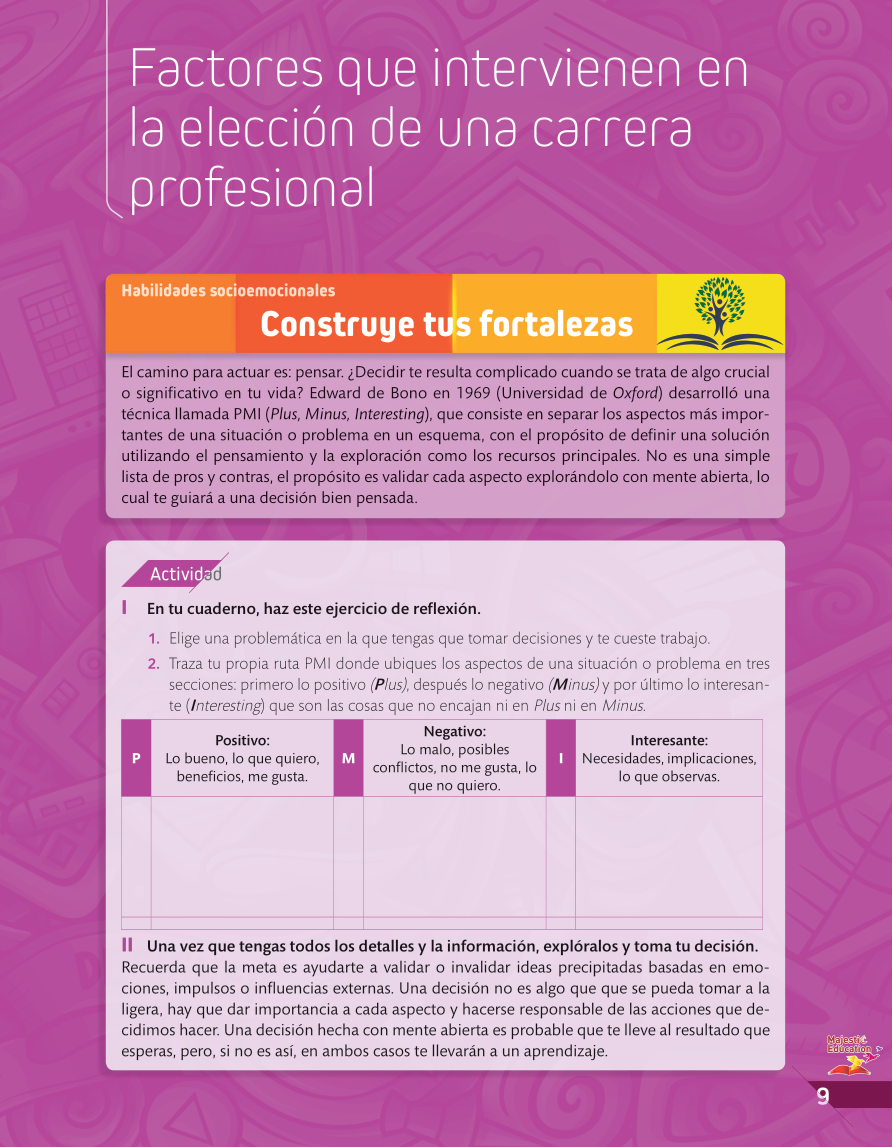 Factores que intervienen en
la elección de una carrera
profesional
Habilidades socioemocionales
Construye tus fortalezas
El camino para actuar es: pensar. ¿Decidir te resulta complicado cuando se trata de algo crucial
o significativo en tu vida? Edward de Bono en 1969 (Universidad de Oxford) desarrolló una
técnica llamada PMI (Plus, Minus, Interesting), que consiste en separar los aspectos más impor-
tantes de una situación o problema en un esquema, con el propósito de definir una solución
utilizando el pensamiento y la exploración como los recursos principales. No es una simple
lista de pros y contras, el propósito es validar cada aspecto explorándolo con mente abierta, lo
cual te guiará a una decisión bien pensada.
Actividad
I En tu cuaderno, haz este ejercicio de reflexión.
1. Elige una problemática en la que tengas que tomar decisiones y te cueste trabajo.
2. Traza tu propia ruta PMI donde ubiques los aspectos de una situación o problema en tres
secciones: primero lo positivo (Plus), después lo negativo (Minus) y por último lo interesan-
te (Interesting) que son las cosas que no encajan ni en Plus ni en Minus.
P
Positivo:
Lo bueno, lo que quiero,
beneficios, me gusta.
M
Negativo:
Lo malo, posibles
conflictos, no me gusta, lo
que no quiero.
I
Interesante:
Necesidades, implicaciones,
lo que observas.
II Una vez que tengas todos los detalles y la información, explóralos y toma tu decisión.
Recuerda que la meta es ayudarte a validar o invalidar ideas precipitadas basadas en emo-
ciones, impulsos o influencias externas. Una decisión no es algo que que se pueda tomar a la
ligera, hay que dar importancia a cada aspecto y hacerse responsable de las acciones que de-
cidimos hacer. Una decisión hecha con mente abierta es probable que te lleve al resultado que
esperas, pero, si no es así, en ambos casos te llevarán a un aprendizaje.
Majestic
Education
9